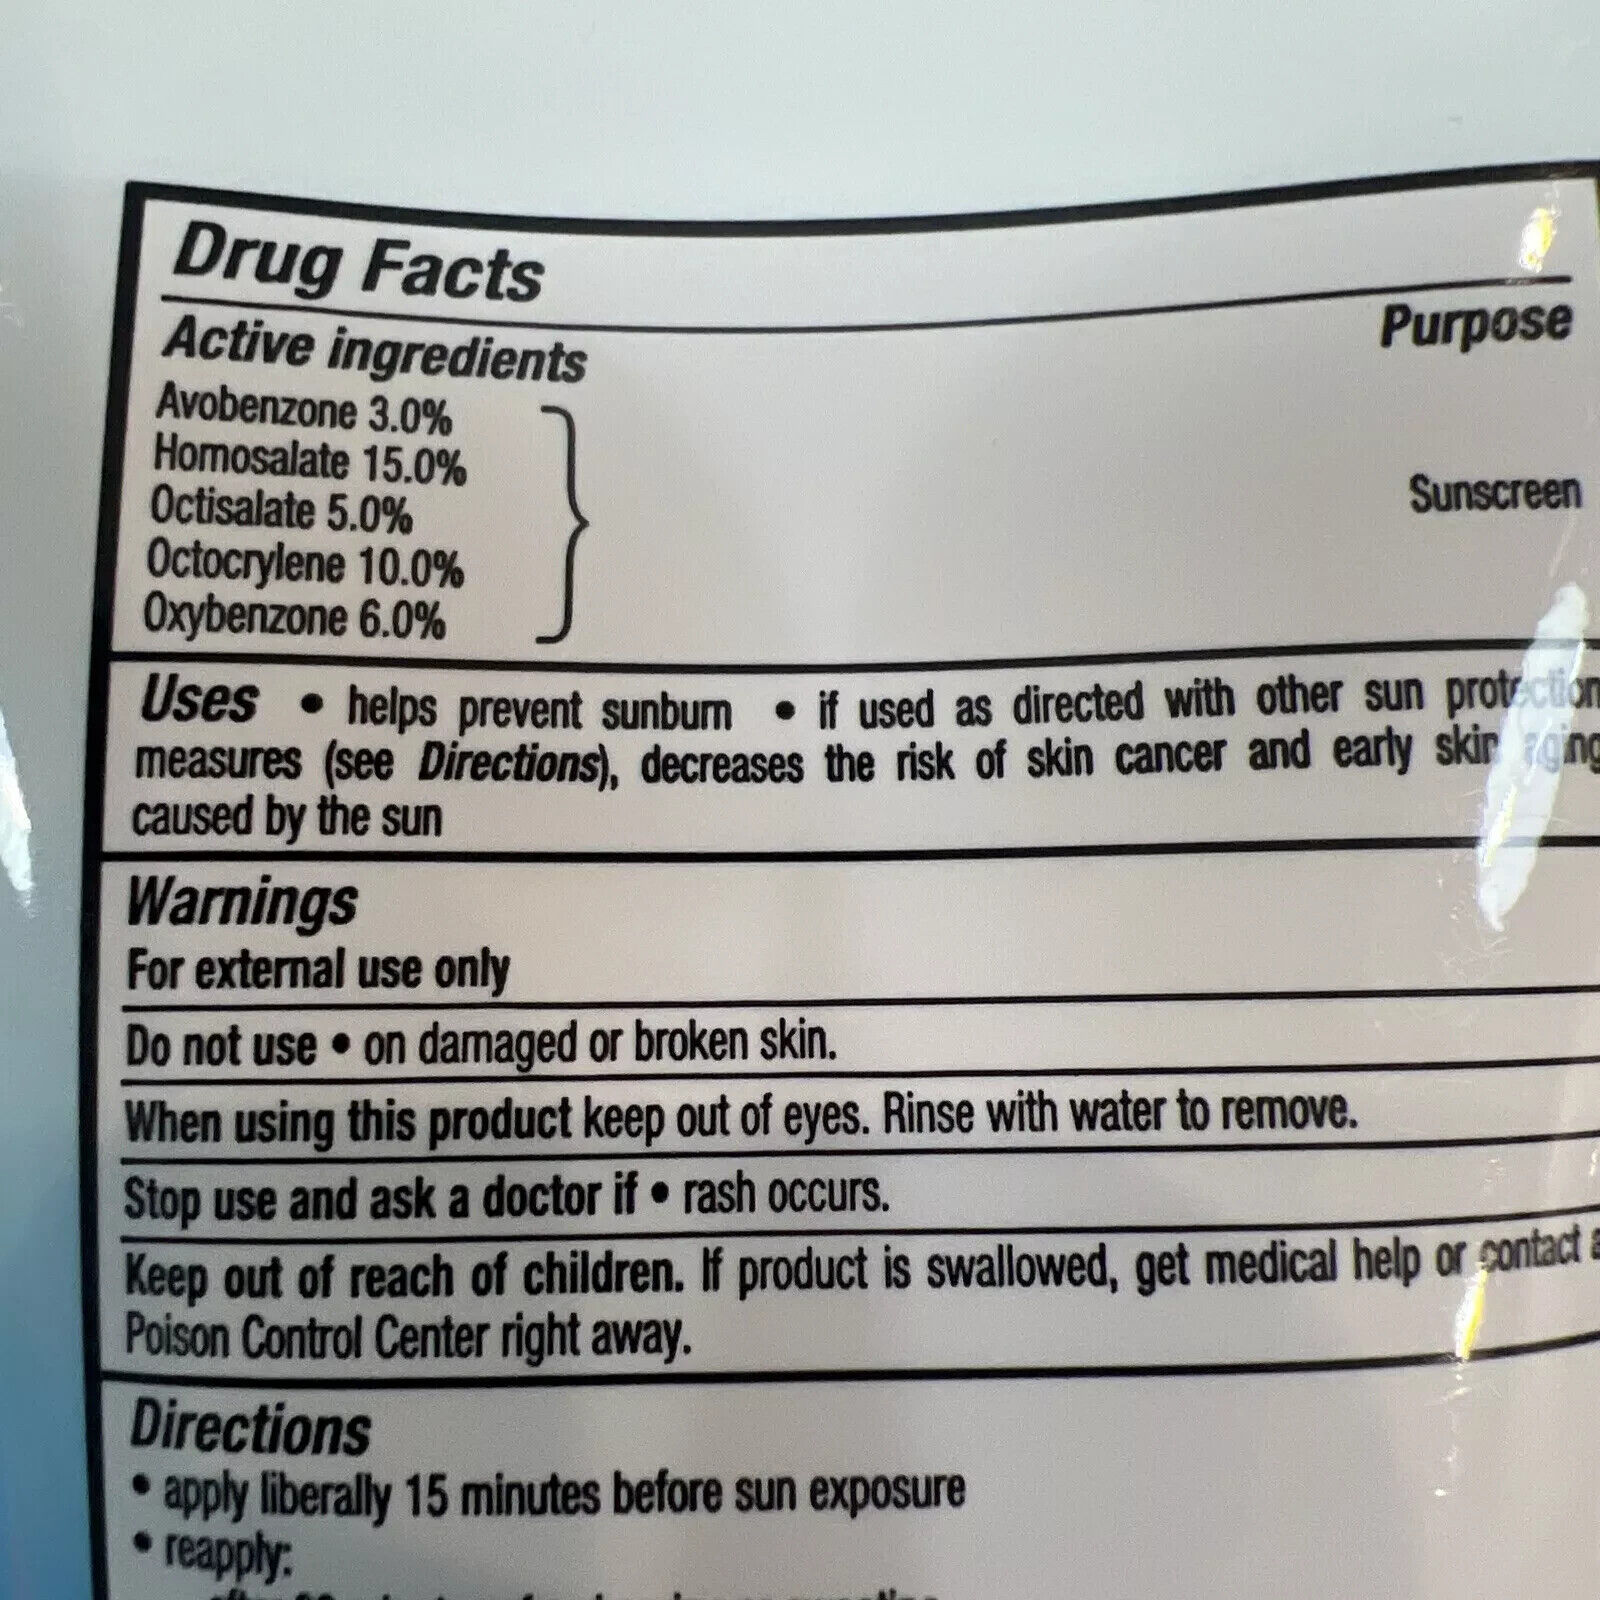 Drug Facts
Active ingredients Purpose
Avobenzone 3.0%
Homosalate 15.0%
Octisalate 5.0% Sunscreen
Octocrylene 10.0%
Oxybenzone 6.0%
Uses • helps prevent sunburn • if used as directed with other sun protection
measures (see Directions), decreases the risk of skin cancer and early skin aging
caused by the sun
Warnings
For external use only
Do not use • on damaged or broken skin.
When using this product keep out of eyes. Rinse with water to remove.
Stop use and ask a doctor if • rash occurs.
Keep out of reach of children. If product is swallowed, get medical help or contact a
Poison Control Center right away.
Directions
• apply liberally 15 minutes before sun exposure
• reapply: